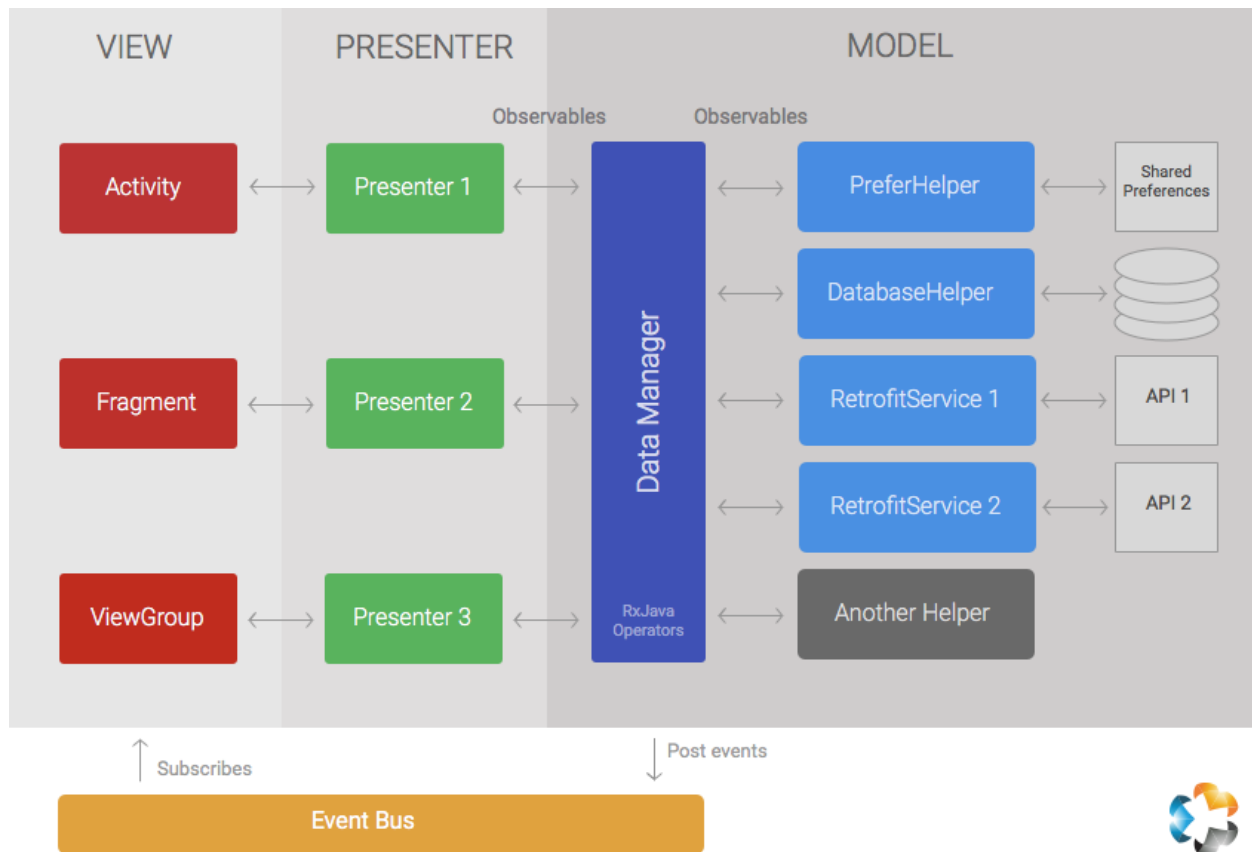 VIEW
PRESENTER
MODEL
Observables
Observables
Activity
Presenter 1
PreferHelper
Shared
Preferences
DatabaseHelper
Data Manager
Fragment
Presenter 2
RetrofitService 1
API 1
RetrofitService 2
API 2
ViewGroup
Presenter 3
RxJava
Operators
Another Helper
Subscribes
Post events
Event Bus